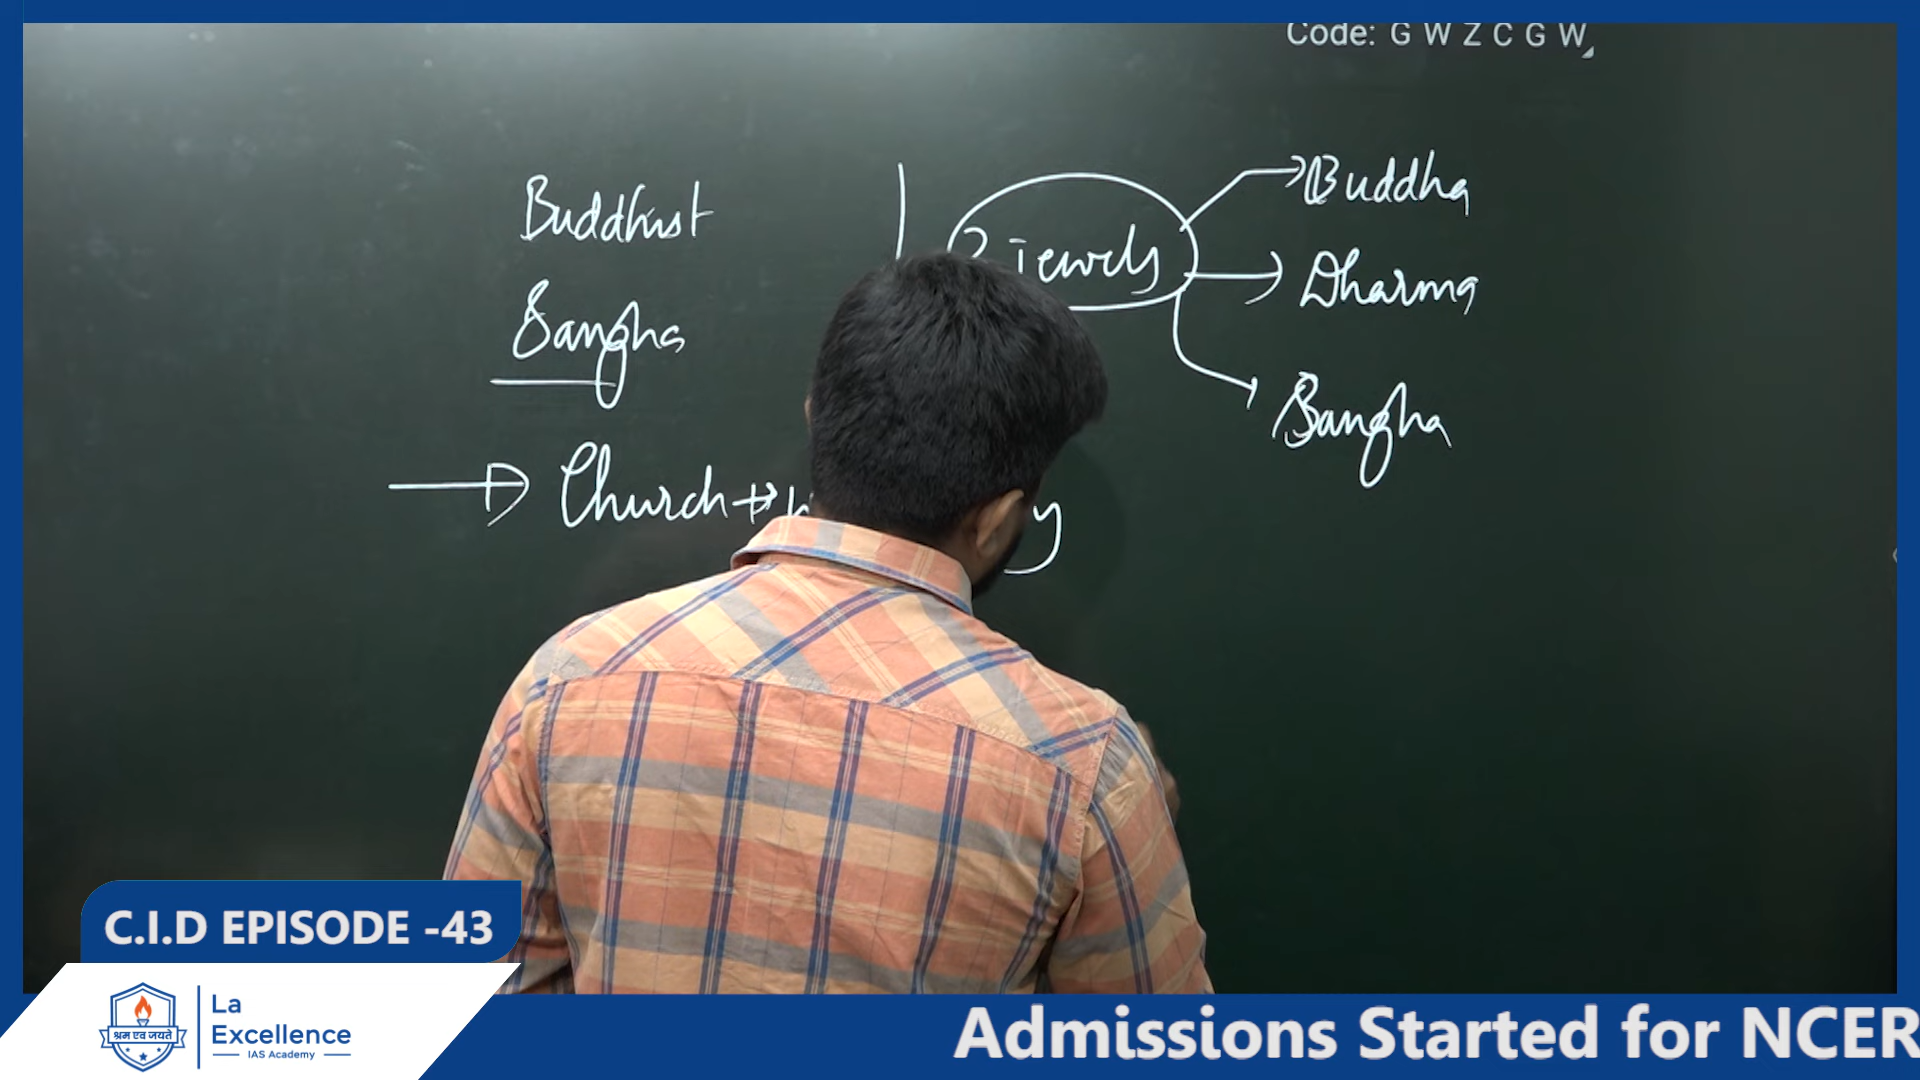 Code: G W Z C G W
Buddhist
Sangha
Church
jewels
Buddha
Dharma
Sangha
C.I.D EPISODE -43
श्रम एव जयते
La
Excellence
IAS Academy
Admissions Started for NCER